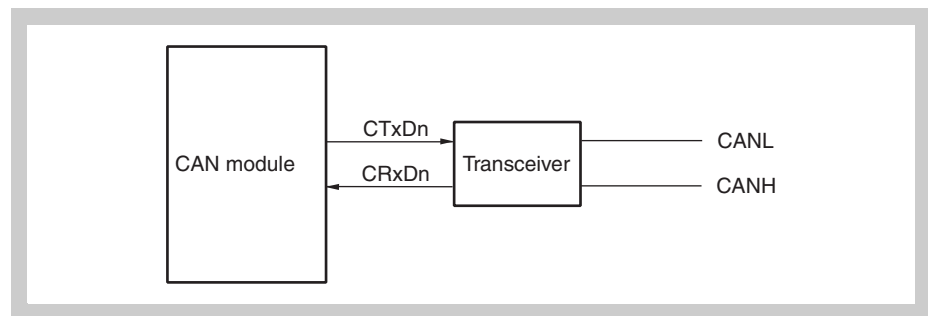 CTxDn
CANL
CAN module
Transceiver
CRxDn
CANH